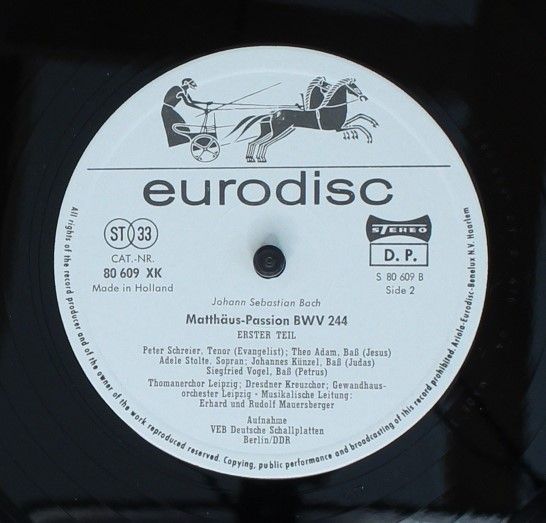 eurodisc
ST 33
STEREO
CAT.-NR.
80 609 XK
Made in Holland
D. P.
S 80 609 B
Side 2
Johann Sebastian Bach
Matthäus-Passion BWV 244
ERSTER TEIL
Peter Schreier, Tenor (Evangelist); Theo Adam, Baß (Jesus)
Adele Stolte, Sopran; Johannes Künzel, Baß (Judas)
Siegfried Vogel, Baß (Petrus)
Thomanerchor Leipzig; Dresdner Kreuzchor; Gewandhaus-
orchester Leipzig - Musikalische Leitung:
Erhard und Rudolf Mauersberger
Aufnahme
VEB Deutsche Schallplatten
Berlin/DDR
All rights of the record producer and of the owner of the work reproduced reserved. Copying, public performance and broadcasting of this record prohibited. Ariola-Eurodisc-Benelux N.V. Haarlem